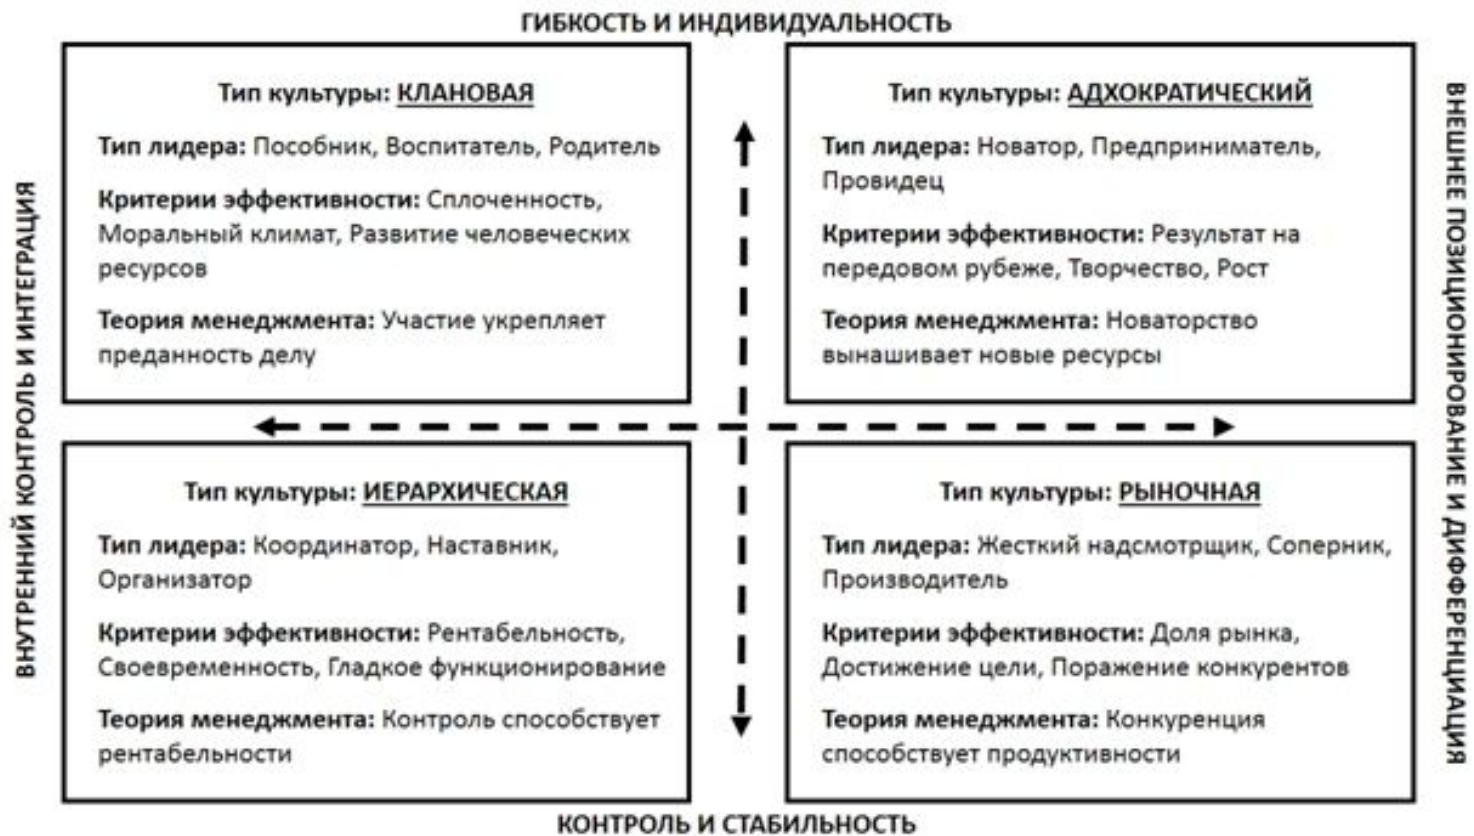 ГИБКОСТЬ И ИНДИВИДУАЛЬНОСТЬ
ВНУТРЕННИЙ КОНТРОЛЬ И ИНТЕГРАЦИЯ
Тип культуры: КЛАНОВАЯ
Тип лидера: Пособник, Воспитатель, Родитель
Критерии эффективности: Сплоченность,
Моральный климат, Развитие человеческих
ресурсов
Теория менеджмента: Участие укрепляет
преданность делу
Тип культуры: АДХОКРАТИЧЕСКИЙ
Тип лидера: Новатор, Предприниматель,
Провидец
Критерии эффективности: Результат на
передовом рубеже, Творчество, Рост
Теория менеджмента: Новаторство
вынашивает новые ресурсы
ВНЕШНЕЕ ПОЗИЦИОНИРОВАНИЕ И ДИФФЕРЕНЦИАЦИЯ
Тип культуры: ИЕРАРХИЧЕСКАЯ
Тип лидера: Координатор, Наставник,
Организатор
Критерии эффективности: Рентабельность,
Своевременность, Гладкое функционирование
Теория менеджмента: Контроль способствует
рентабельности
Тип культуры: РЫНОЧНАЯ
Тип лидера: Жесткий надсмотрщик, Соперник,
Производитель
Критерии эффективности: Доля рынка,
Достижение цели, Поражение конкурентов
Теория менеджмента: Конкуренция
способствует продуктивности
КОНТРОЛЬ И СТАБИЛЬНОСТЬ